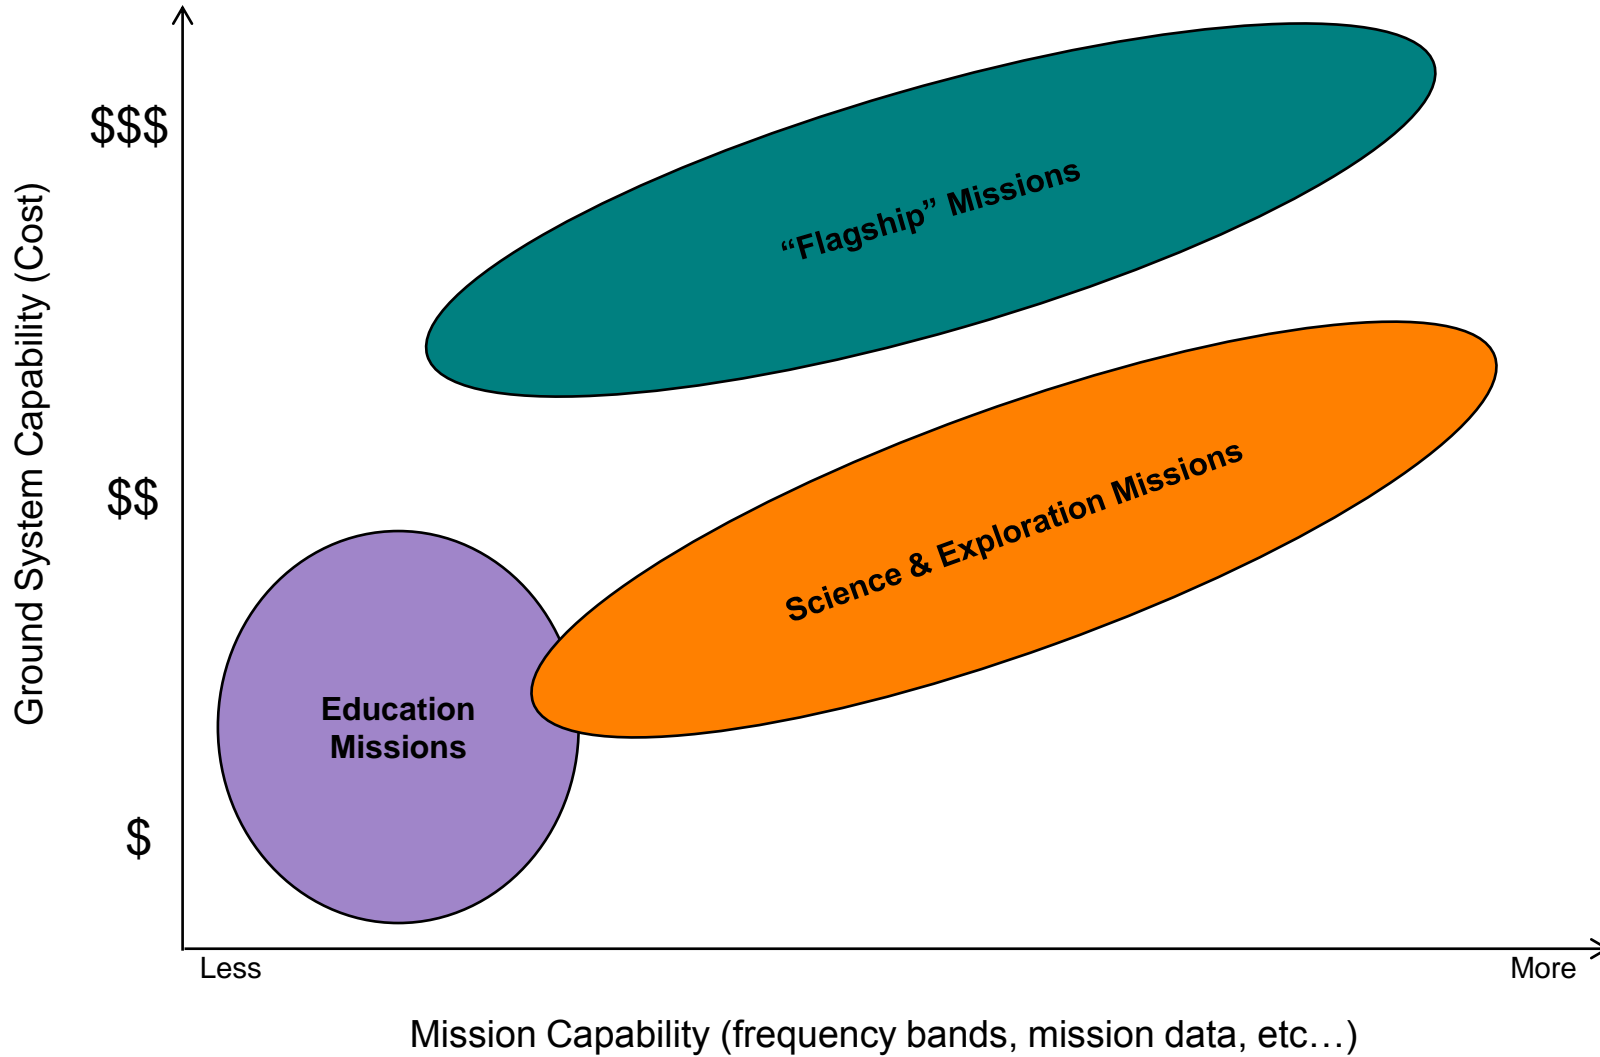 Ground System Capability (Cost)
$$$
$$
$
“Flagship” Missions
Science & Exploration Missions
Education
Missions
Less
More
Mission Capability (frequency bands, mission data, etc…)